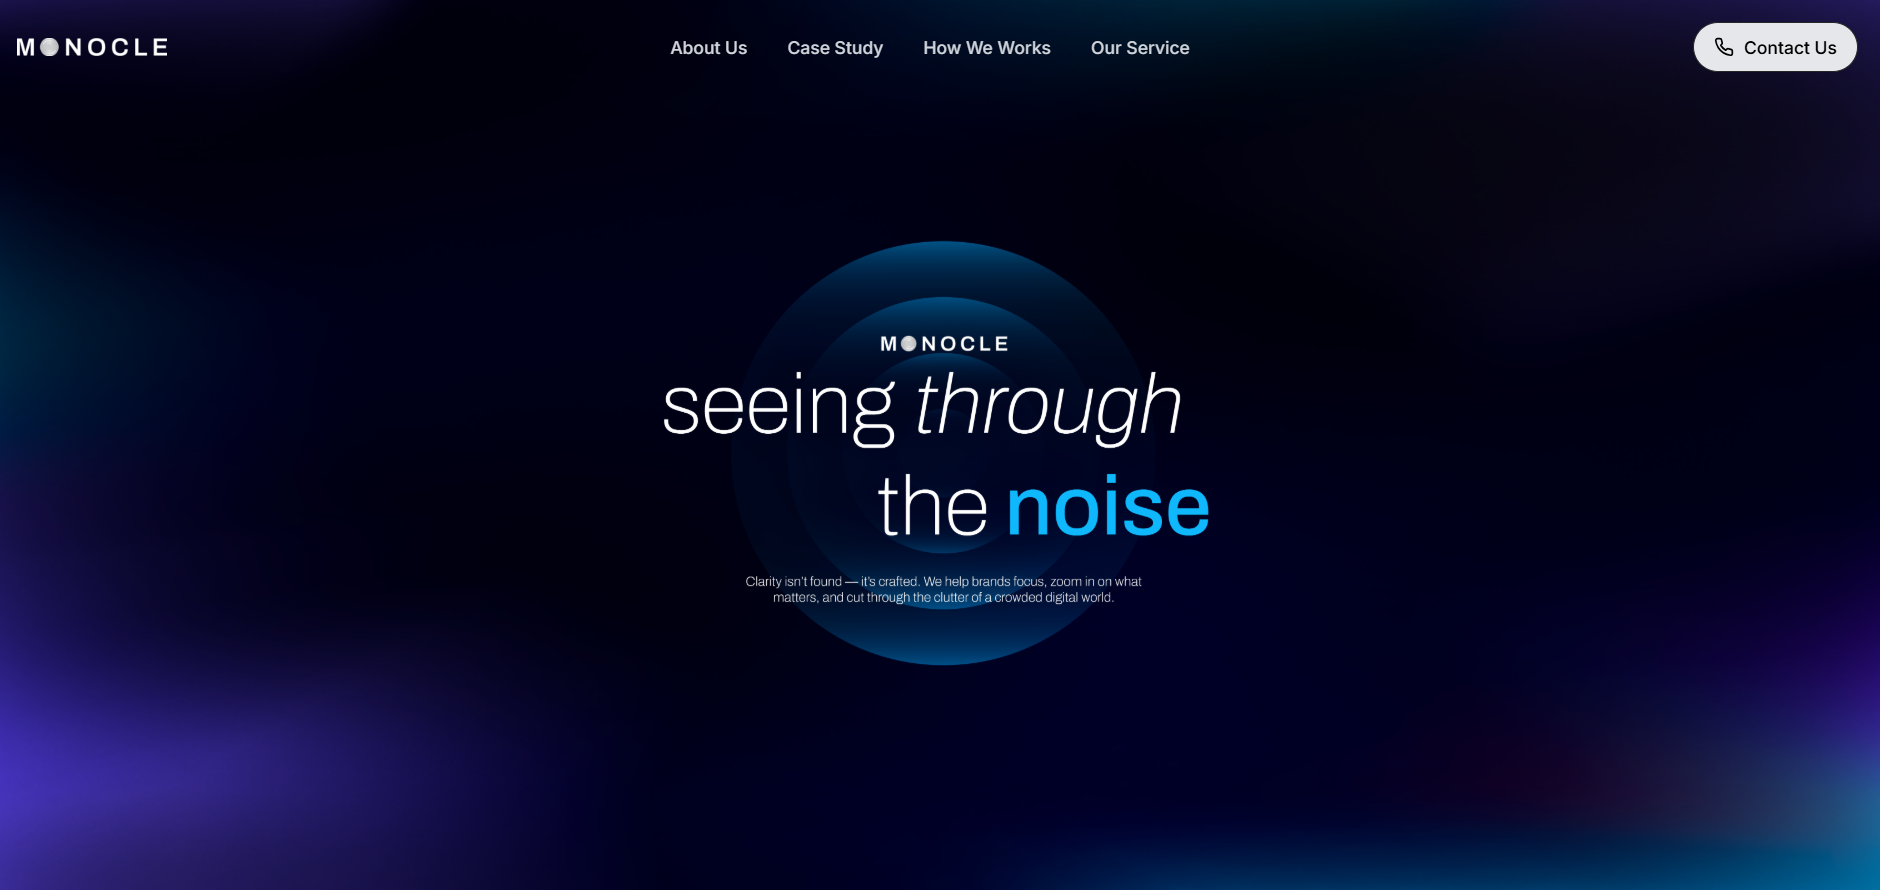 MONOCLE
About Us
Case Study
How We Works
Our Service
Contact Us
MONOCLE
seeing through
the noise
Clarity isn't found — it's crafted. We help brands focus, zoom in on what
matters, and cut through the clutter of a crowded digital world.